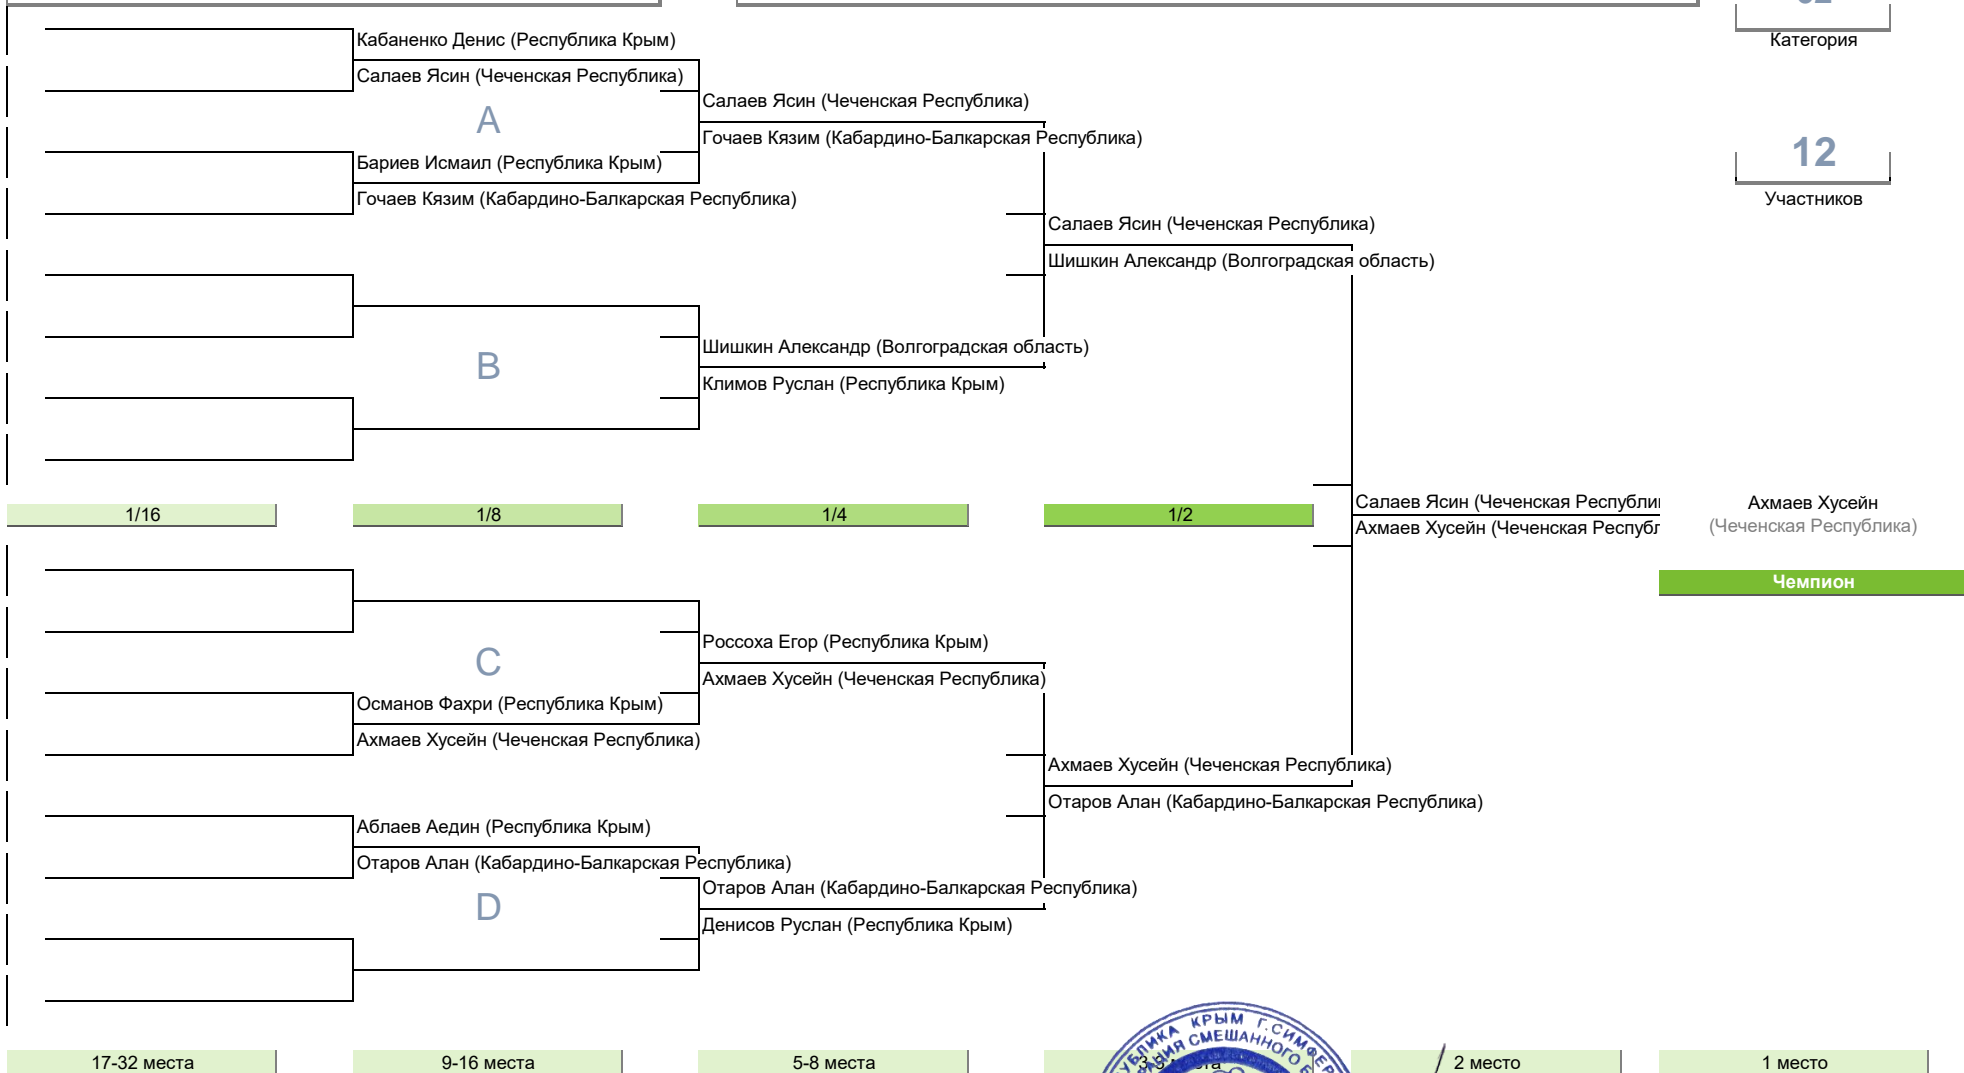 Кабаненко Денис (Республика Крым)
Категория
Салаев Ясин (Чеченская Республика)
A
Салаев Ясин (Чеченская Республика)
Гочаев Кязим (Кабардино-Балкарская Республика)
12
Бариев Исмаил (Республика Крым)
Гочаев Кязим (Кабардино-Балкарская Республика)
Участников
Салаев Ясин (Чеченская Республика)
Шишкин Александр (Волгоградская область)
B
Шишкин Александр (Волгоградская область)
Климов Руслан (Республика Крым)
1/16
1/8
1/4
1/2
Салаев Ясин (Чеченская Республи
Ахмаев Хусейн (Чеченская Республ
Ахмаев Хусейн
(Чеченская Республика)
Чемпион
C
Россоха Егор (Республика Крым)
Ахмаев Хусейн (Чеченская Республика)
Османов Фахри (Республика Крым)
Ахмаев Хусейн (Чеченская Республика)
Ахмаев Хусейн (Чеченская Республика)
Отаров Алан (Кабардино-Балкарская Республика)
Аблаев Аедин (Республика Крым)
Отаров Алан (Кабардино-Балкарская Республика)
D
Отаров Алан (Кабардино-Балкарская Республика)
Денисов Руслан (Республика Крым)
КРЫМ Г.СИМФЕР
СМЕШАННОГО
17-32 места
9-16 места
5-8 места
2 место
1 место